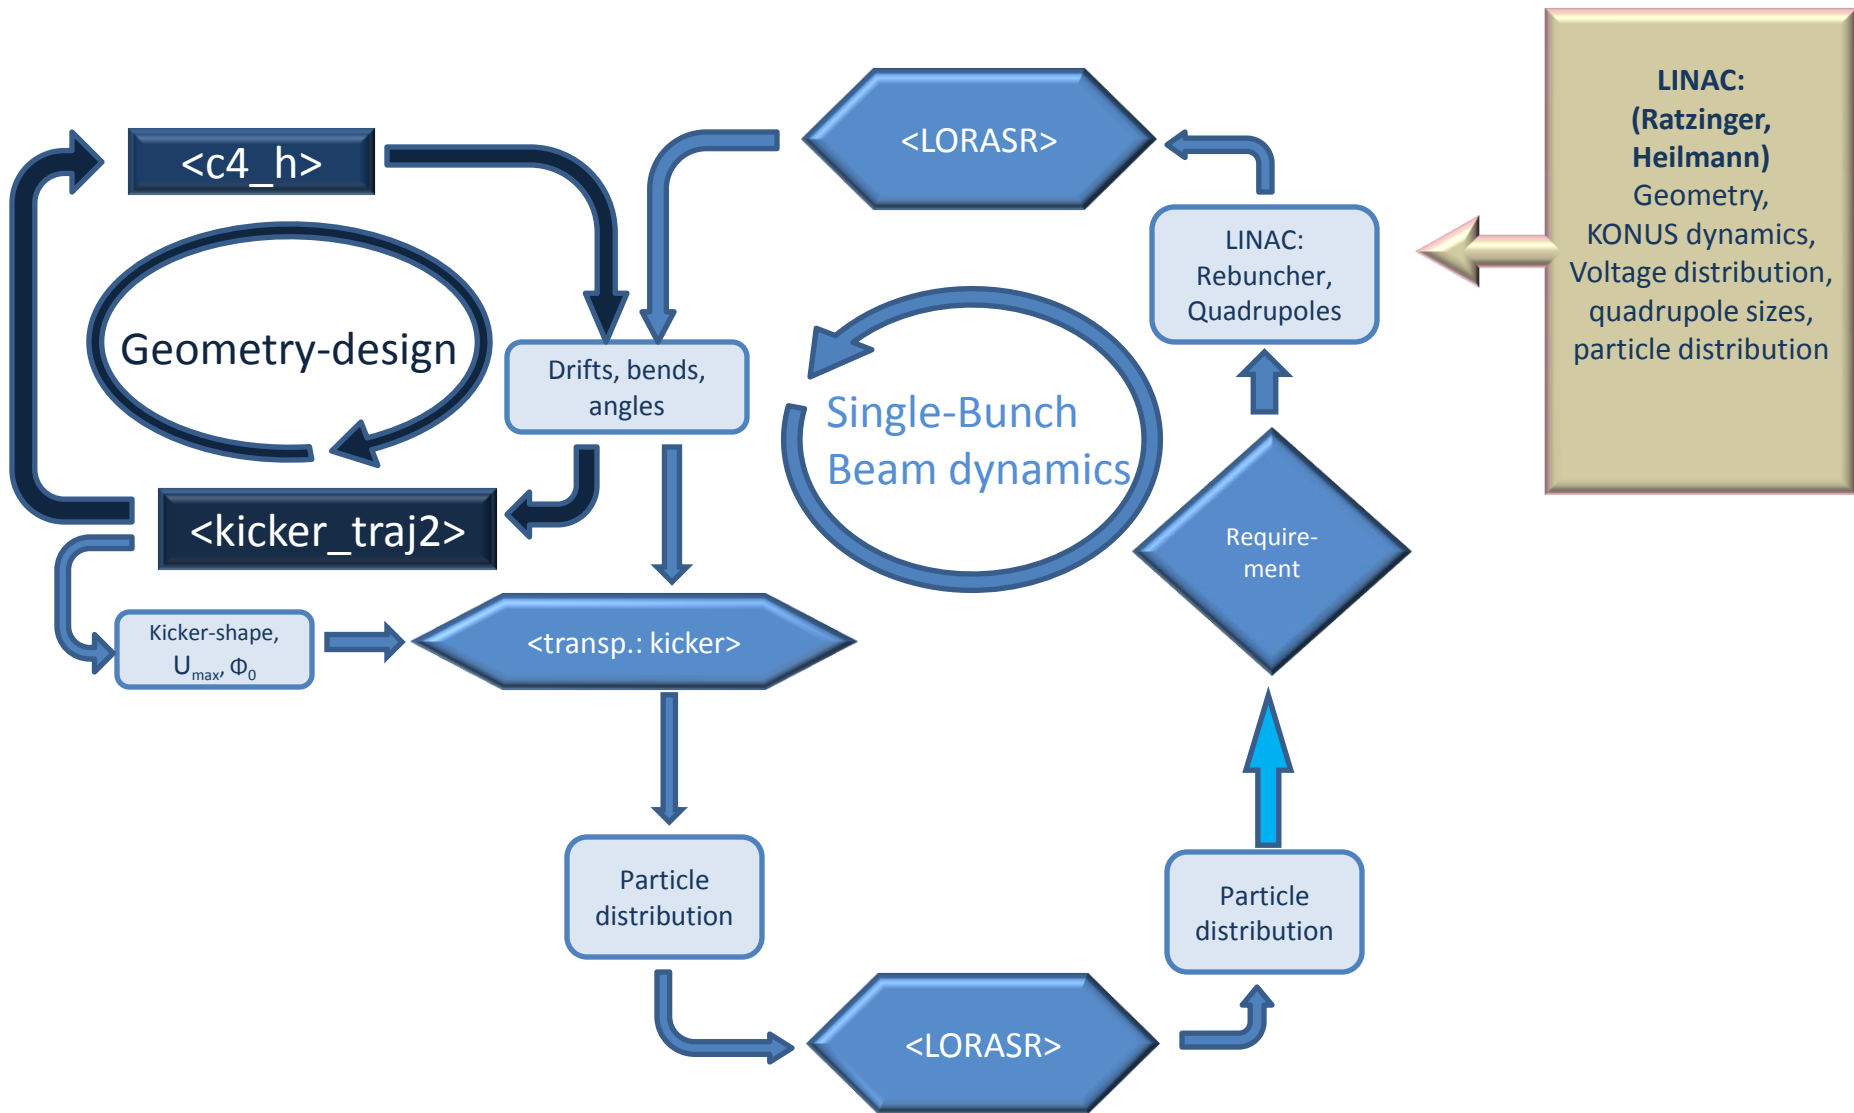 <c4_h>
Geometry-design
<kicker_traj2>
Kicker-shape,
Umax, Φ0
Drifts, bends,
angles
<transp.: kicker>
Particle
distribution
<LORASR>
Single-Bunch
Beam dynamics
<LORASR>
Particle
distribution
Require-
ment
LINAC:
Rebuncher,
Quadrupoles
LINAC:
(Ratzinger,
Heilmann)
Geometry,
KONUS dynamics,
Voltage distribution,
quadrupole sizes,
particle distribution